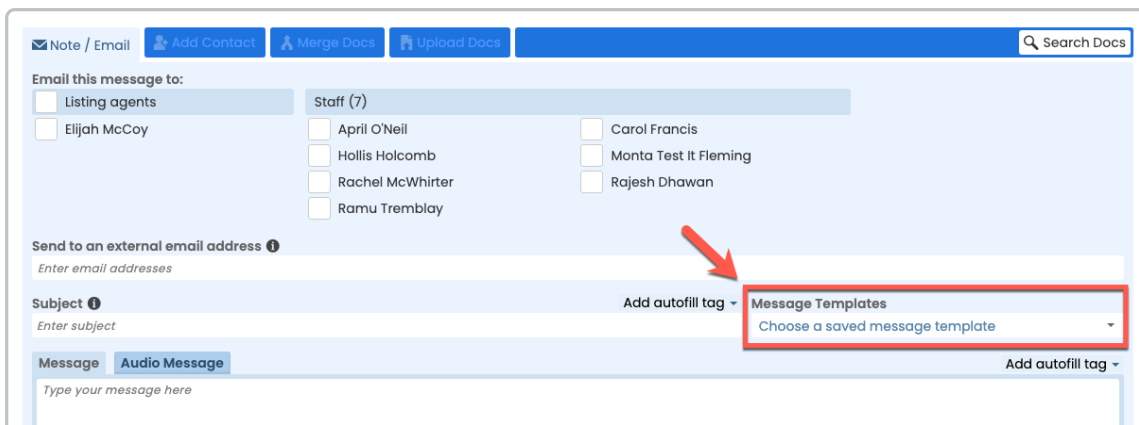 Note / Email Add Contact Merge Docs Upload Docs Search Docs
Email this message to:
Listing agents Staff (7)
Elijah McCoy April O'Neil Carol Francis
Hollis Holcomb Monta Test It Fleming
Rachel McWhirter Rajesh Dhawan
Ramu Tremblay
Send to an external email address
Enter email addresses
Subject Add autofill tag Message Templates
Enter subject Choose a saved message template
Message Audio Message Add autofill tag
Type your message here